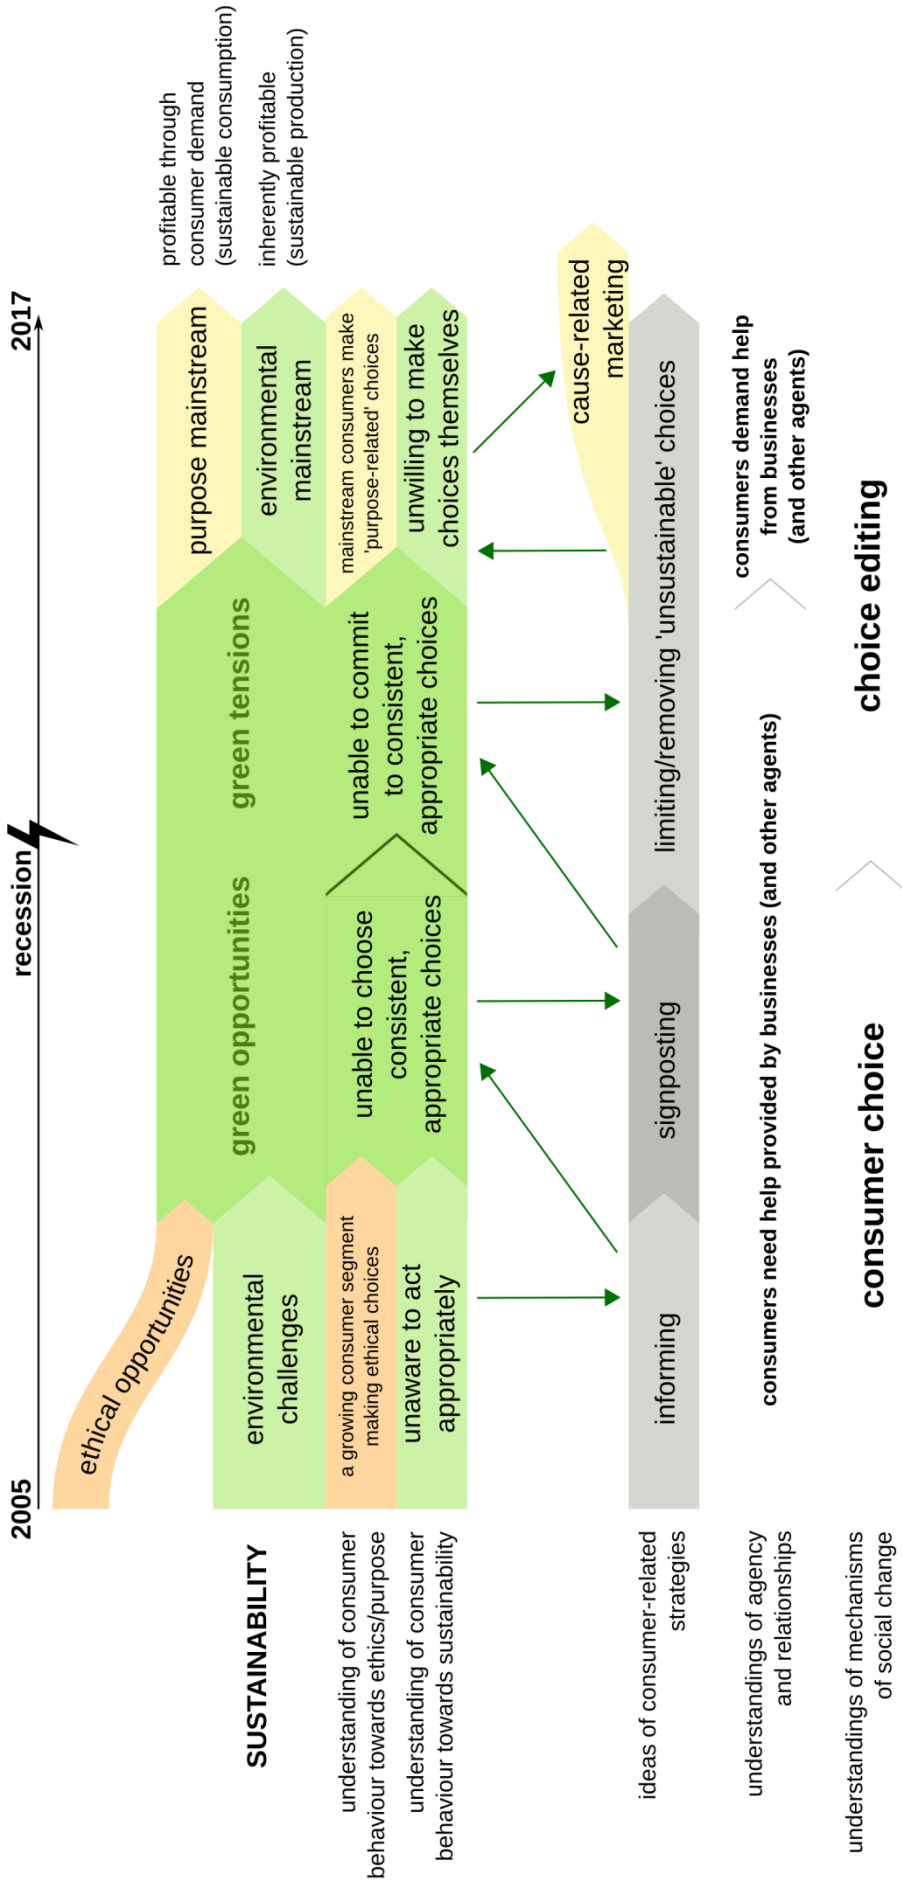 2005
recession
2017
ethical opportunities
SUSTAINABILITY
environmental
challenges
green opportunities
green tensions
purpose mainstream
environmental
mainstream
profitable through
consumer demand
(sustainable consumption)
inherently profitable
(sustainable production)
understanding of consumer
behaviour towards ethics/purpose
a growing consumer segment
making ethical choices
mainstream consumers make
'purpose-related' choices
understanding of consumer
behaviour towards sustainability
unaware to act
appropriately
unable to choose
consistent,
appropriate choices
unable to commit
to consistent,
appropriate choices
unwilling to make
choices themselves
cause-related
marketing
ideas of consumer-related
strategies
informing
signposting
limiting/removing 'unsustainable' choices
understandings of agency
and relationships
consumers need help provided by businesses (and other agents)
consumers demand help
from businesses
(and other agents)
understandings of mechanisms
of social change
consumer choice
choice editing